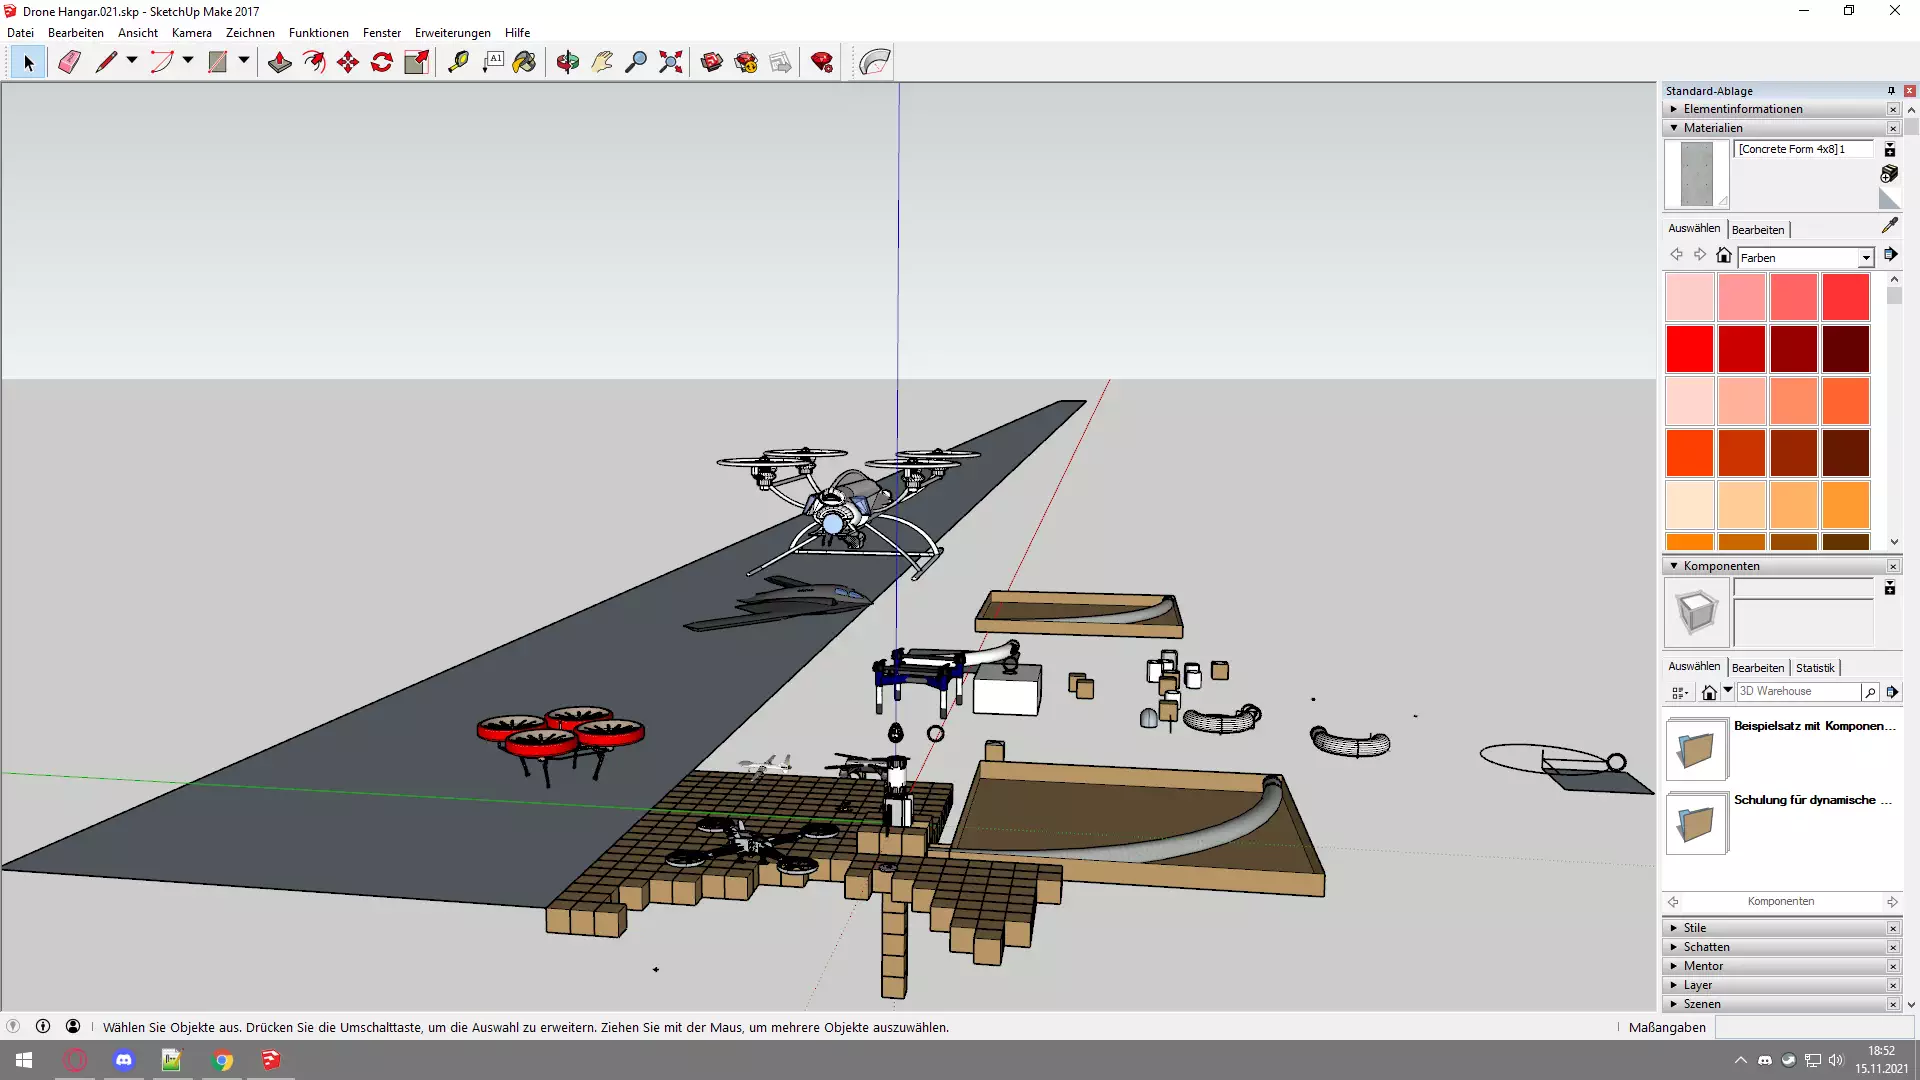 Drone Hangar.021.skp - SketchUp Make 2017
Datei Bearbeiten Ansicht Kamera Zeichnen Funktionen Fenster Erweiterungen Hilfe
A1
Standard-Ablage
Elementinformationen
Materialien
[Concrete Form 4x8]1
Auswählen Bearbeiten
Farben
Komponenten
Auswählen Bearbeiten Statistik
3D Warehouse
Beispielsatz mit Komponen...
Schulung für dynamische ...
Komponenten
Stile
Schatten
Mentor
Layer
Szenen
Wählen Sie Objekte aus. Drücken Sie die Umschalttaste, um die Auswahl zu erweitern. Ziehen Sie mit der Maus, um mehrere Objekte auszuwählen.
Maßangaben
18:52
15.11.2021